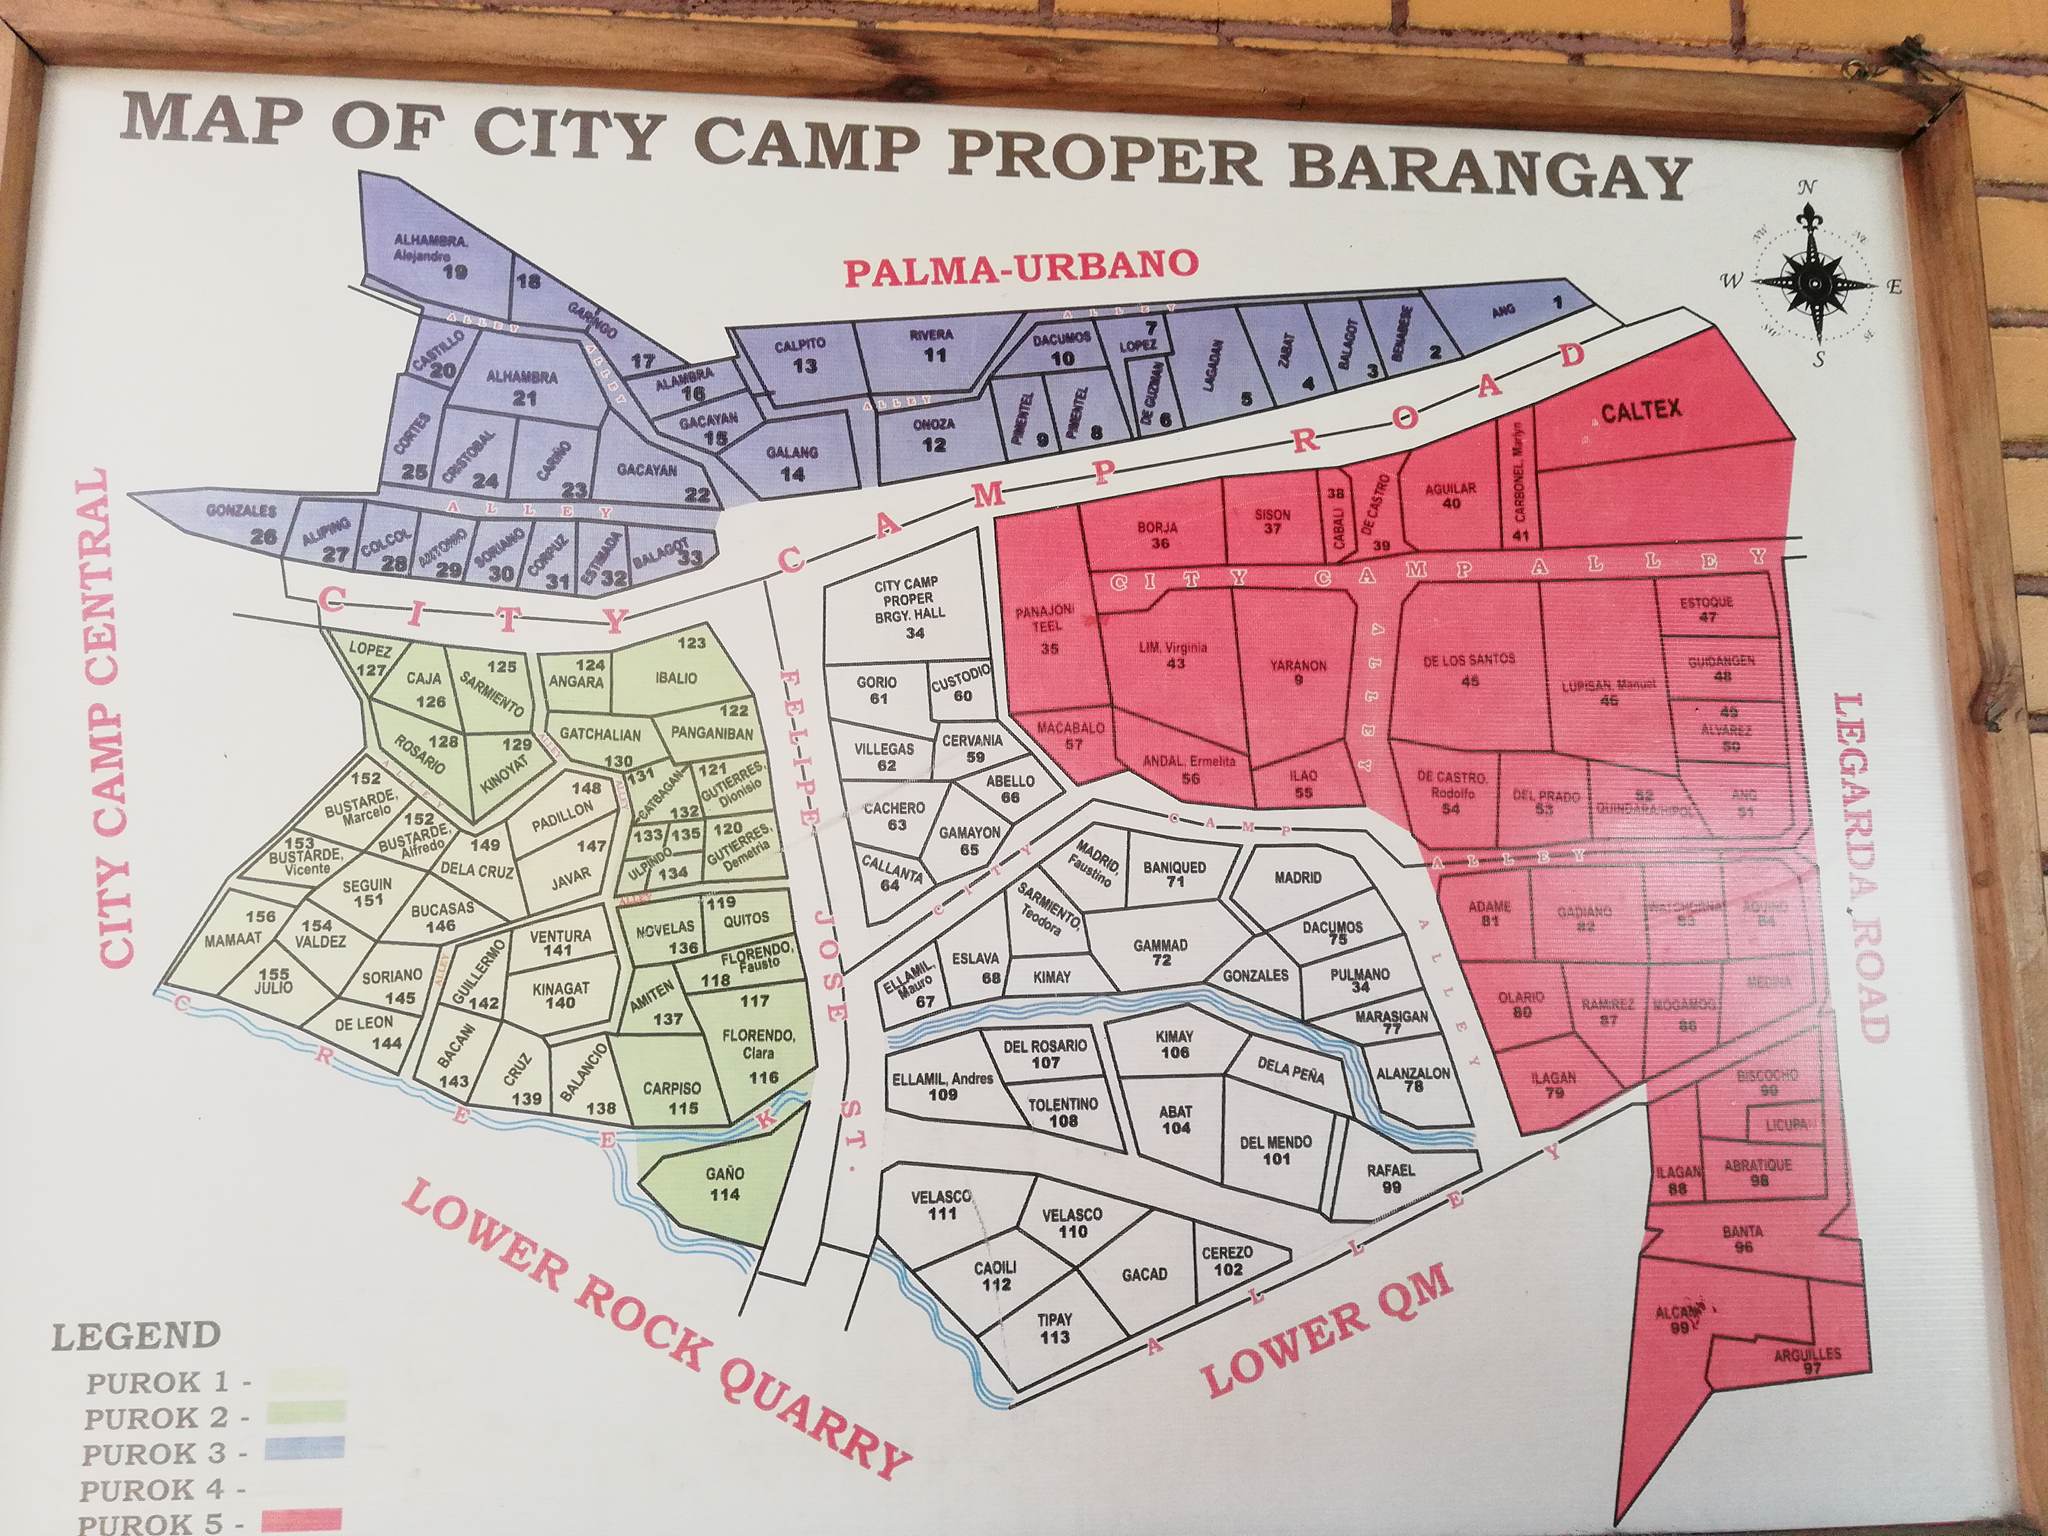 MAP OF CITY CAMP PROPER BARANGAY
N
NE
W
E
SE
S
PALMA-URBANO
ALHAMBRA,
Alejandro
19
18
GARINGO
17
ALLEY
ALLEY
CASTILLO
20
ALHAMBRA
21
ALAMBRA
16
GACAYAN
15
CALPITO
13
RIVERA
11
ALLEY
DACUMOS
10
7
LOPEZ
DE GUZMAN
6
LAGADAN
5
ZABAT
4
BALAGOT
3
BENABESE
2
ANG
1
CORTES
25
CRISTOBAL
24
CARIÑO
23
GACAYAN
22
GALANG
14
ALLEY
ONOZA
12
PIMENTEL
9
PIMENTEL
8
ALLEY
GONZALES
26
ALIPING
27
COLCOL
28
ANTONIO
29
SORIANO
30
CORPUZ
31
ESTRADA
32
BALAGOT
33
CITY CAMP ROAD
CALTEX
CARBONEL, Marlyn
41
AGUILAR
40
DE CASTRO
39
38
CABALI
SISON
37
BORJA
36
CITY CAMP ALLEY
PANAJON
TEEL
35
LIM, Virginia
43
YARANON
9
ALLEY
DE LOS SANTOS
45
LUPISAN, Manuel
46
ESTOQUE
47
GUIDANGEN
48
49
ALVAREZ
50
MACABALO
57
ANDAL, Ermelita
56
ILAO
55
DE CASTRO,
Rodolfo
54
DEL PRADO
53
52
QUINDARA/HIPOL
ANG
51
ALLEY
ADAME
81
GADIANO
82
83
AQUINO
84
OLARIO
80
RAMIREZ
87
MOGAMOG
86
MEDINA
ILAGAN
79
BISCOCHO
90
LICUPAN
ILAGAN
88
ABRATIQUE
98
BANTA
96
99
ARGUILLES
97
LEGARDA ROAD
CITY CAMP CENTRAL
CITY CAMP
PROPER
BRGY. HALL
34
GORIO
61
CUSTODIO
60
VILLEGAS
62
CERVANIA
59
ABELLO
66
CACHERO
63
GAMAYON
65
CALLANTA
64
CITY CAMP ALLEY
MADRID,
Faustino
BANIQUED
71
MADRID
SARMIENTO,
Teodora
GAMMAD
72
DACUMOS
75
GONZALES
PULMANO
34
MARASIGAN
77
ALANZALON
78
ELLAMIL,
Mauro
67
ESLAVA
68
KIMAY
ELLAMIL, Andres
109
DEL ROSARIO
107
TOLENTINO
108
KIMAY
106
DELA PEÑA
ABAT
104
DEL MENDO
101
RAFAEL
99
VELASCO
111
VELASCO
110
CAOILI
112
GACAD
CEREZO
102
TIPAY
113
ALLEY
FELIPE JOSE ST.
LOPEZ
127
CAJA
126
125
SARMIENTO
124
ANGARA
123
IBALIO
128
ROSARIO
129
KINOYAT
GATCHALIAN
130
122
PANGANIBAN
ALLEY
131
CATBAGAN
132
121
GUTIERRES,
Dionisio
ALLEY
133
135
ULPINDO
134
120
GUTIERRES,
Demetria
ALLEY
119
QUITOS
NOVELAS
136
FLORENDO,
Fausto
118
AMITEN
137
117
FLORENDO,
Clara
116
CARPISO
115
GAÑO
114
ALLEY
152
BUSTARDE,
Marcelo
152
BUSTARDE,
Alfredo
153
BUSTARDE,
Vicente
148
PADILLON
149
DELA CRUZ
147
JAVAR
SEGUIN
151
BUCASAS
146
156
MAMAAT
154
VALDEZ
155
JULIO
SORIANO
145
DE LEON
144
ALLEY
GUILLERMO
142
VENTURA
141
KINAGAT
140
BACANI
143
CRUZ
139
BALANCIO
138
CREEK
LOWER ROCK QUARRY
LOWER QM
LEGEND
PUROK 1 -
PUROK 2 -
PUROK 3 -
PUROK 4 -
PUROK 5 -